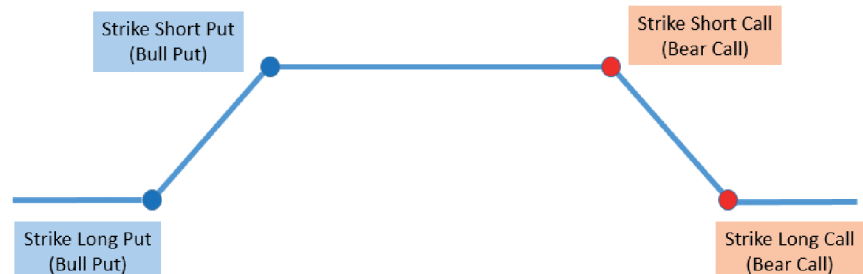 Strike Short Put
(Bull Put)
Strike Short Call
(Bear Call)
Strike Long Put
(Bull Put)
Strike Long Call
(Bear Call)